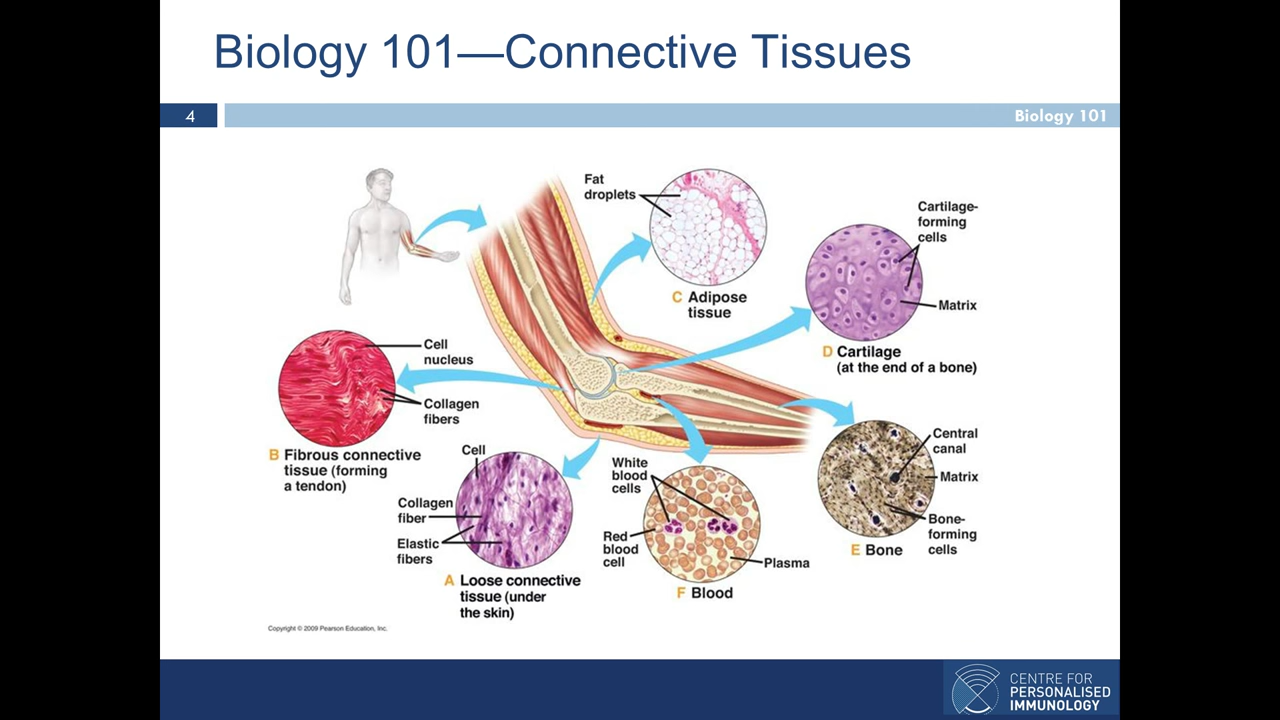 Biology 101—Connective Tissues
4
Biology 101
Fat
droplets
C Adipose
tissue
Cartilage-
forming
cells
Matrix
D Cartilage
(at the end of a bone)
Cell
nucleus
Collagen
fibers
B Fibrous connective
tissue (forming
a tendon)
Cell
Collagen
fiber
Elastic
fibers
A Loose connective
tissue (under
the skin)
White
blood
cells
Red
blood
cell
Plasma
F Blood
Central
canal
Matrix
Bone-
forming
cells
E Bone
Copyright © 2009 Pearson Education, Inc.
CENTRE FOR
PERSONALISED
IMMUNOLOGY